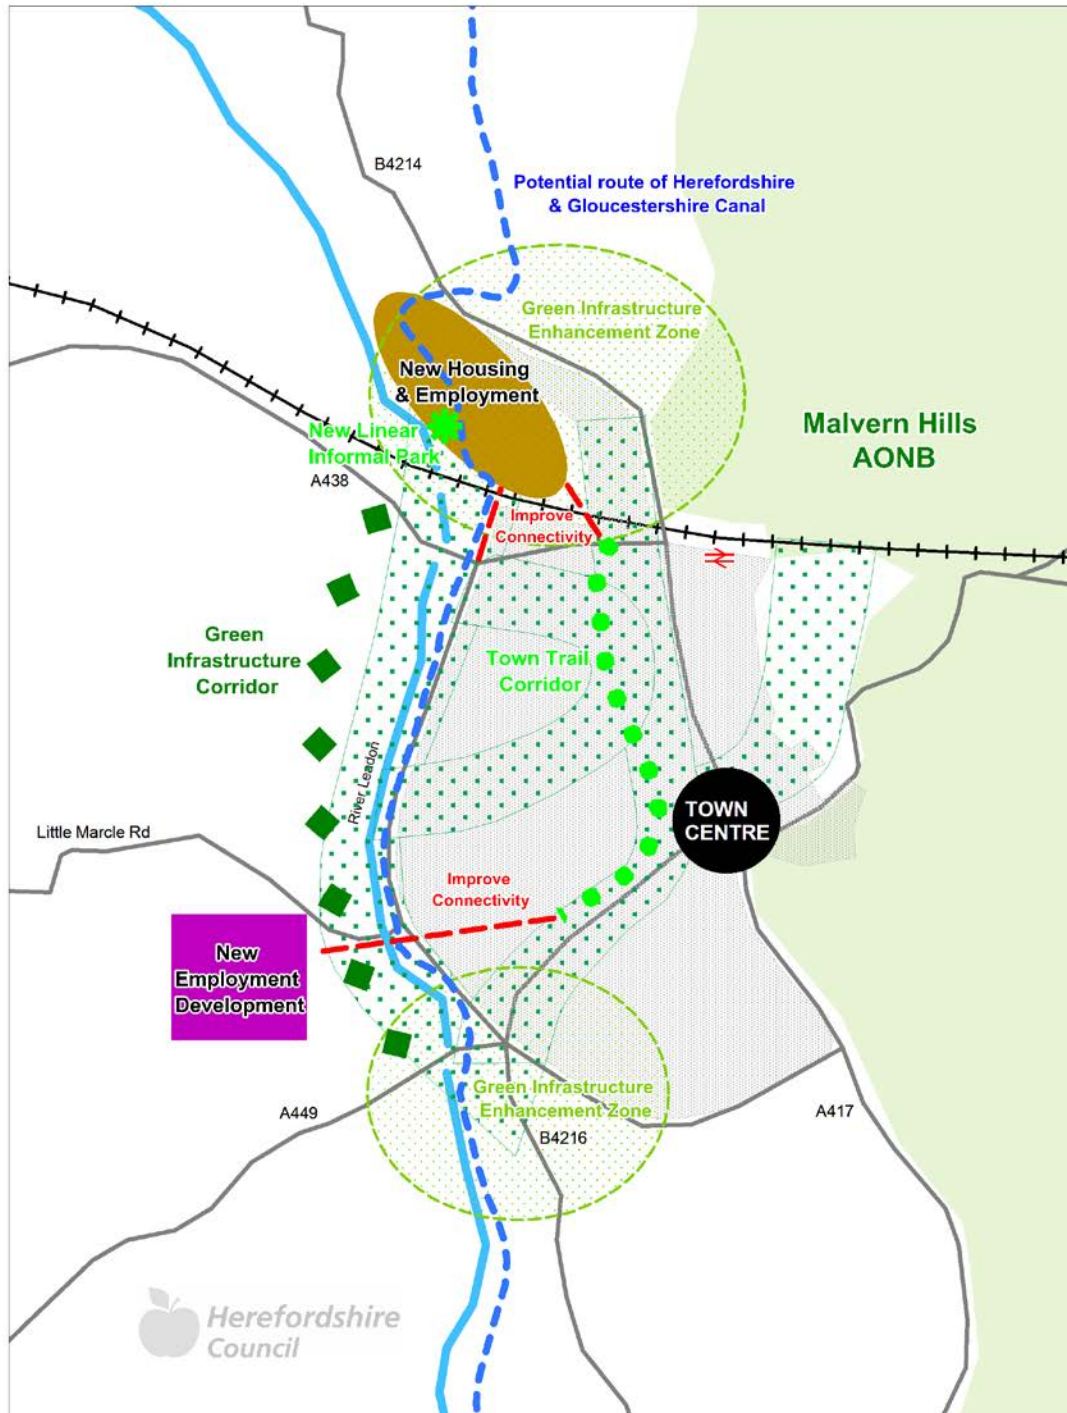 B4214
Potential route of Herefordshire
& Gloucestershire Canal
Green Infrastructure
Enhancement Zone
New Housing
& Employment
Malvern Hills
AONB
New Linear
Informal Park
A438
Improve
Connectivity
Green
Infrastructure
Corridor
Town Trail
Corridor
River Leadon
Little Marcle Rd
TOWN
CENTRE
Improve
Connectivity
New
Employment
Development
Green Infrastructure
Enhancement Zone
A449
B4216
A417
Herefordshire
Council